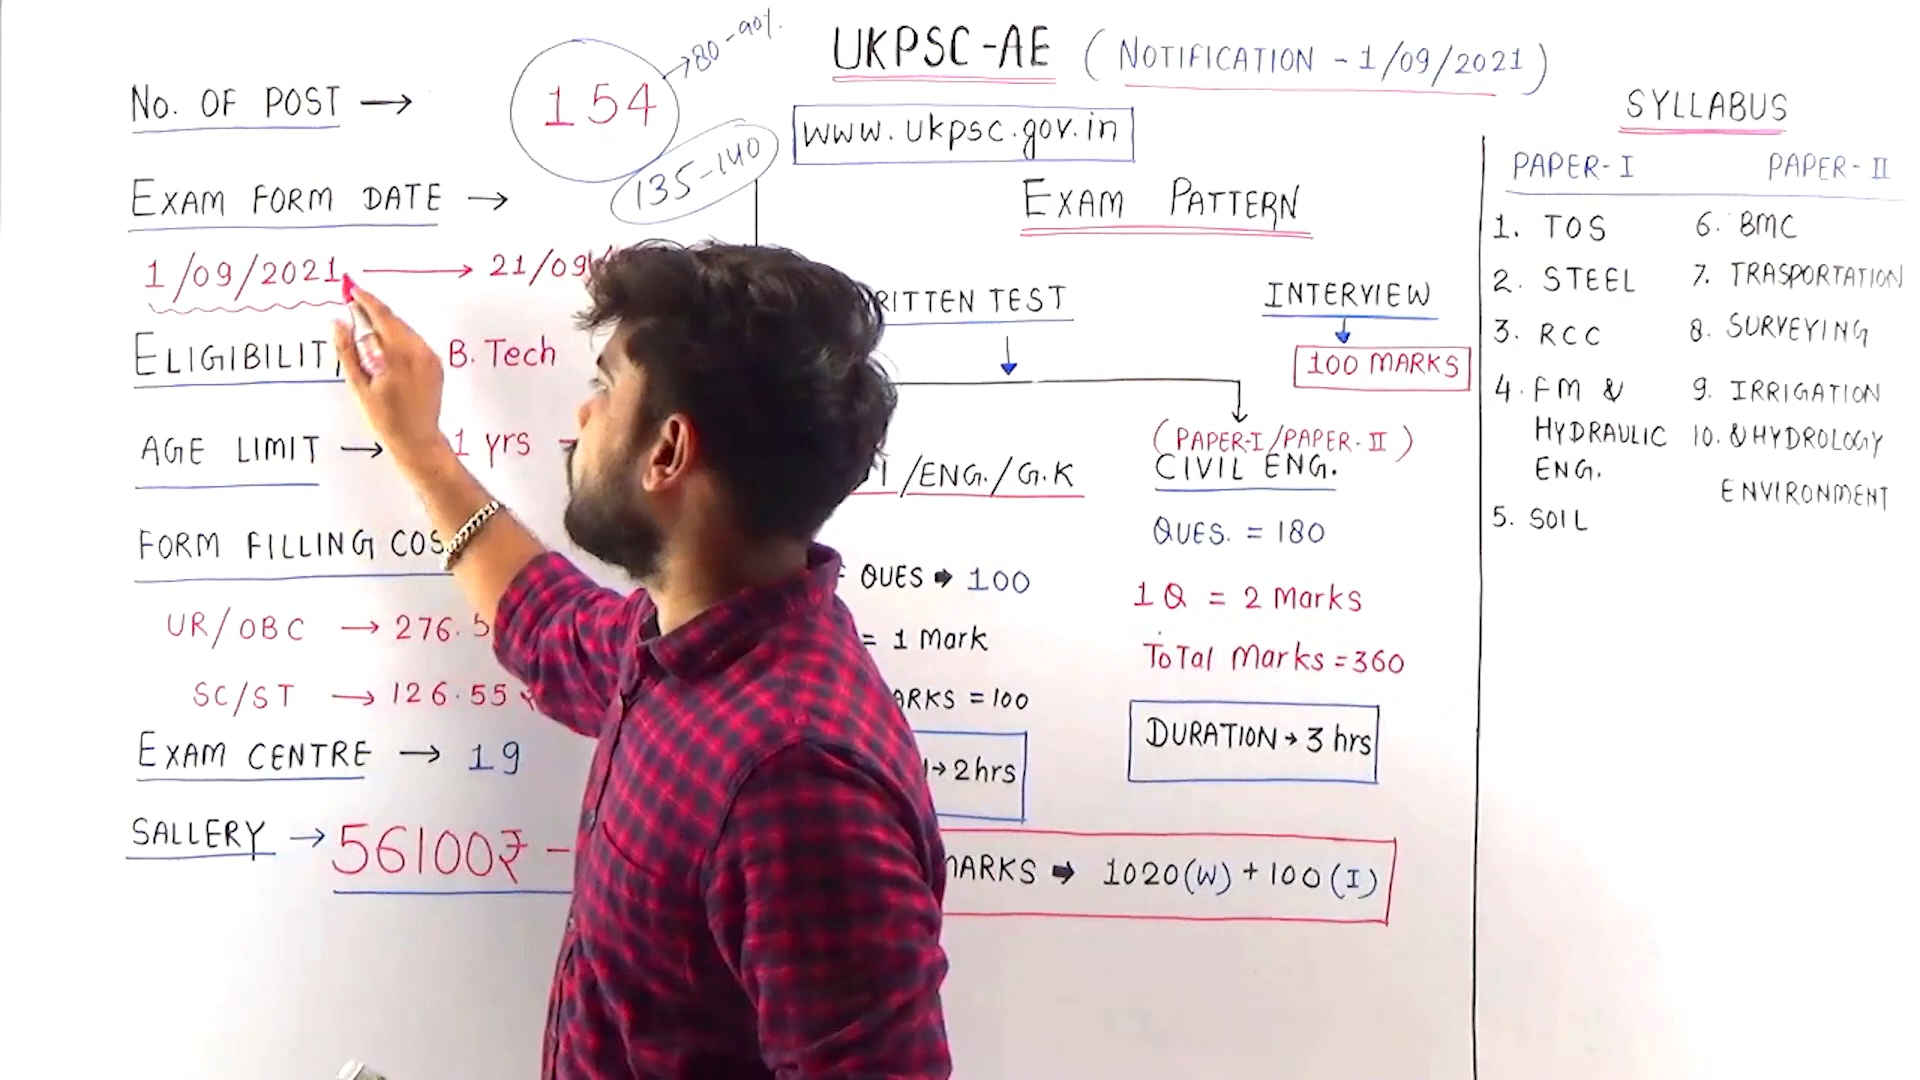 UKPSC-AE (NOTIFICATION - 1/09/2021)
www.ukpsc.gov.in
No. OF POST → 154 → 80-90%.
135-140
EXAM FORM DATE →
1/09/2021 → 21/09
ELIGIBILIT B. Tech
AGE LIMIT → 1 yrs
FORM FILLING COS
UR/OBC → 276.5
SC/ST → 126.55
EXAM CENTRE → 19
SALLERY → 56100₹ -
EXAM PATTERN
RITTEN TEST
INTERVIEW
100 MARKS
I/ENG./G.K
QUES → 100
= 1 Mark
ARKS = 100
→ 2hrs
(PAPER-I/PAPER-II)
CIVIL ENG.
QUES. = 180
1Q = 2 Marks
Total Marks = 360
DURATION → 3 hrs
MARKS → 1020(W) + 100(I)
SYLLABUS
PAPER-I
1. TOS
2. STEEL
3. RCC
4. FM &
HYDRAULIC
ENG.
5. SOIL
PAPER-II
6. BMC
7. TRASPORTATION
8. SURVEYING
9. IRRIGATION
10. & HYDROLOGY
ENVIRONMENT